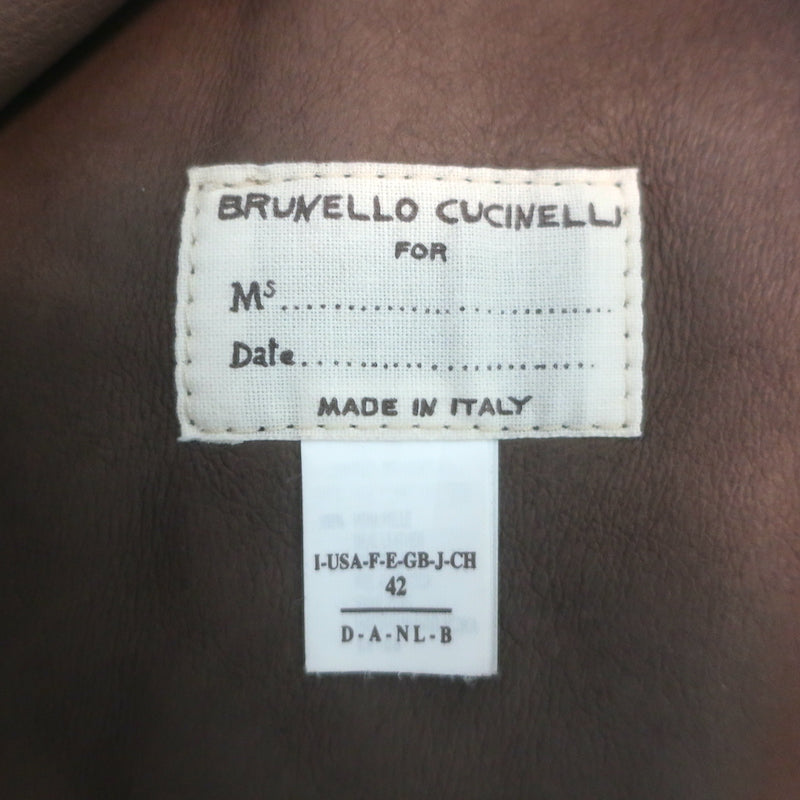 BRUNELLO CUCINELLI
FOR
Ms..............................
Date..............................
MADE IN ITALY
I-USA-F-E-GB-J-CH
42
D-A-NL-B